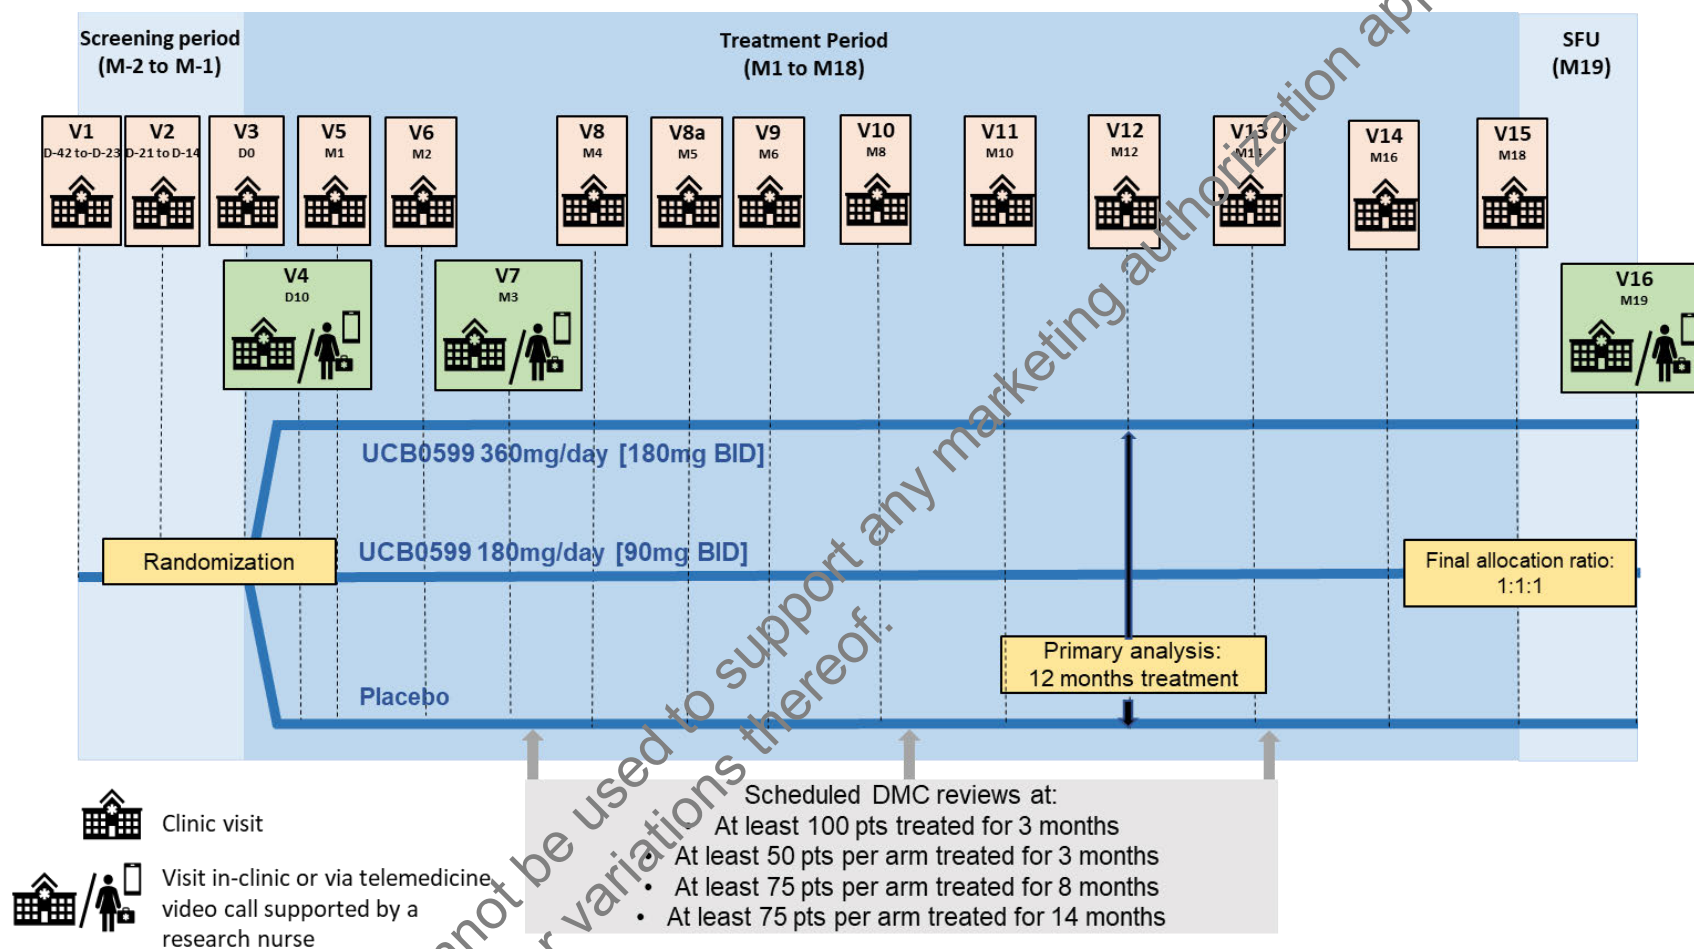 Screening period
(M-2 to M-1)
Treatment Period
(M1 to M18)
SFU
(M19)
V1
D-42 to-D-23
V2
D-21 to D-14
V3
D0
V5
M1
V6
M2
V8
M4
V8a
M5
V9
M6
V10
M8
V11
M10
V12
M12
V13
M14
V14
M16
V15
M18
V4
D10
V7
M3
V16
M19
UCB0599 360mg/day [180mg BID]
Randomization
UCB0599 180mg/day [90mg BID]
Final allocation ratio:
1:1:1
Primary analysis:
12 months treatment
Placebo
Scheduled DMC reviews at:
• At least 100 pts treated for 3 months
• At least 50 pts per arm treated for 3 months
• At least 75 pts per arm treated for 8 months
• At least 75 pts per arm treated for 14 months
Clinic visit
Visit in-clinic or via telemedicine
video call supported by a
research nurse
be used to support any marketing authorization
variations thereof.